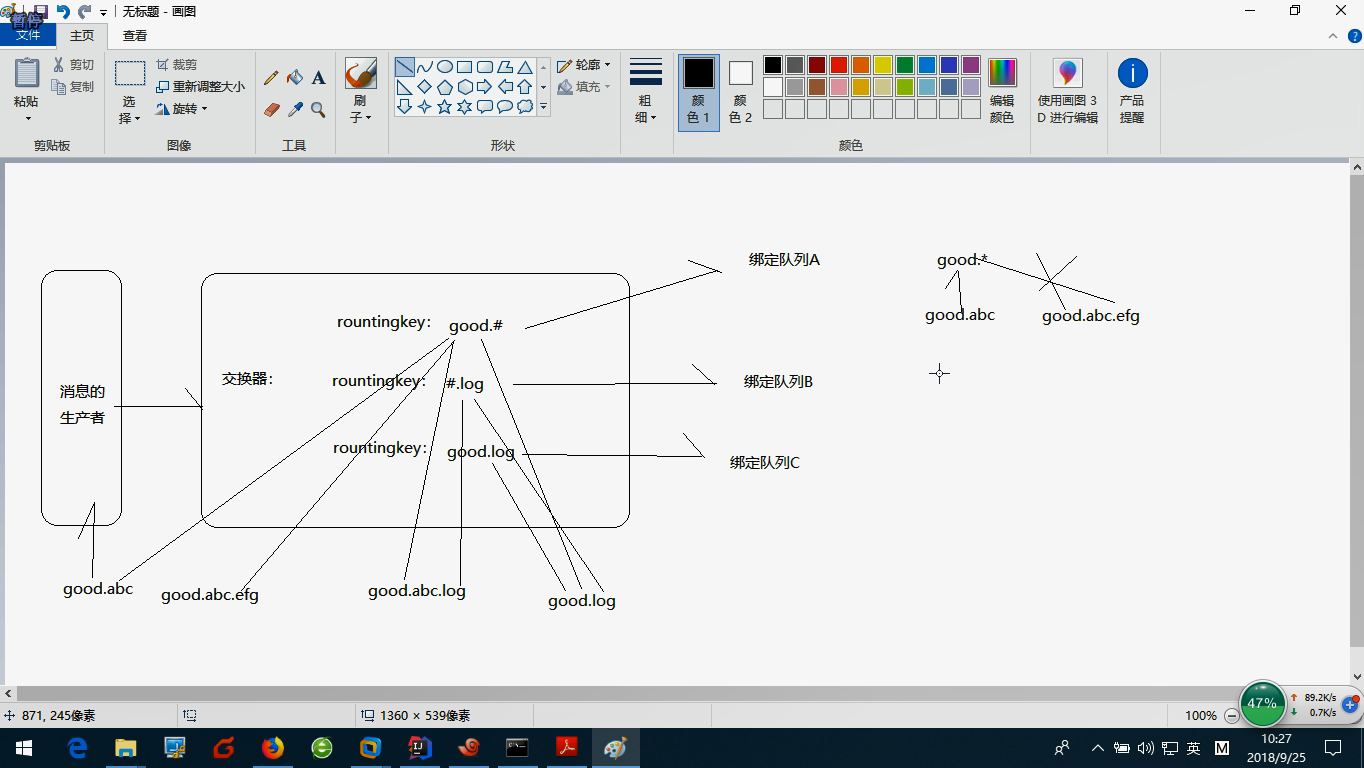 暂停
无标题 - 画图
文件
主页
查看
粘贴
剪切
复制
剪贴板
选择
裁剪
重新调整大小
旋转
图像
A
工具
刷子
轮廓
填充
形状
粗细
颜色 1
颜色 2
编辑颜色
颜色
使用画图 3D 进行编辑
产品提醒
绑定队列A
good.*
good.abc
good.abc.efg
rountingkey:
good.#
交换器:
rountingkey:
#.log
绑定队列B
消息的
生产者
rountingkey:
good.log
绑定队列C
good.abc
good.abc.efg
good.abc.log
good.log
871, 245像素
1360 × 539像素
100%
47%
89.2K/s
0.7K/s
英
M
10:27
2018/9/25